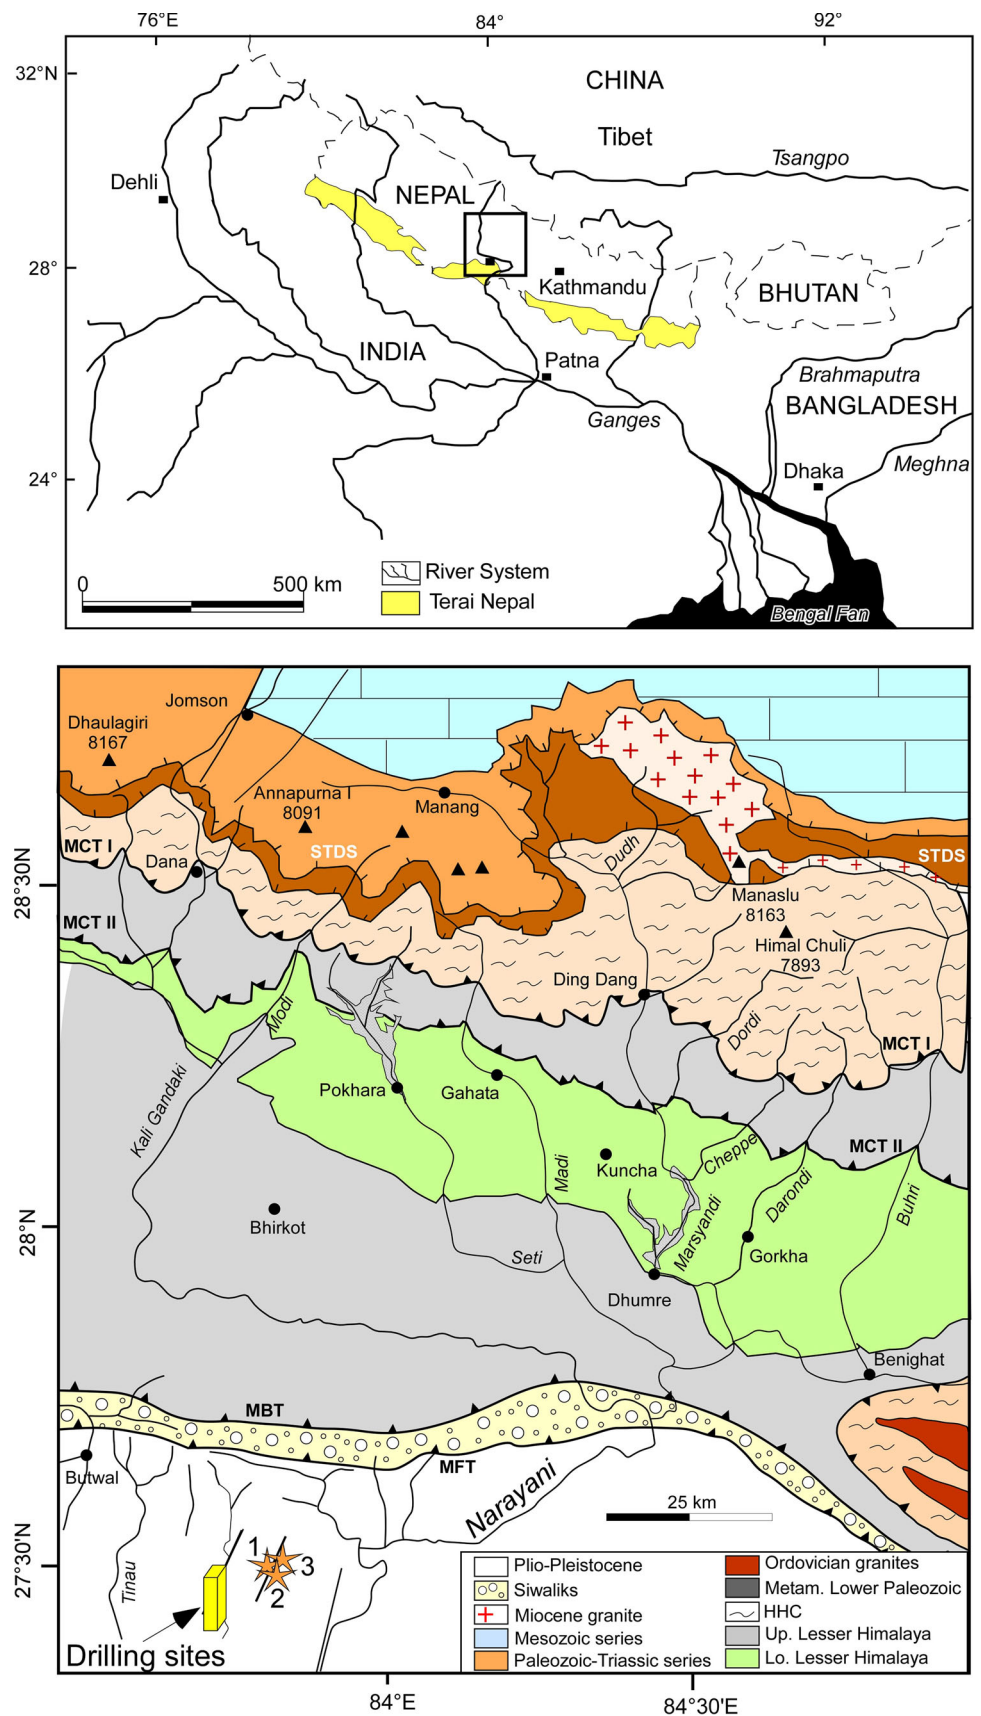 76°E
84°
92°
32°N
28°
24°
CHINA
Tibet
Tsangpo
Dehli
NEPAL
Kathmandu
BHUTAN
INDIA
Patna
Brahmaputra
BANGLADESH
Ganges
Dhaka
Meghna
0
500 km
River System
Terai Nepal
Bengal Fan
Jomson
Dhaulagiri
8167
Annapurna I
8091
Manang
STDS
MCT I
Dana
Dudh
STDS
28°30N
Manaslu
8163
MCT II
Himal Chuli
7893
Ding Dang
Modi
Dordi
MCT I
Pokhara
Gahata
Kali Gandaki
Kuncha
Cheppe
MCT II
Madi
Darondi
Buhri
Marsyandi
28°N
Bhirkot
Seti
Gorkha
Dhumre
Benighat
MBT
MFT
Butwal
Narayani
25 km
27°30'N
Tinau
1
3
2
Drilling sites
Plio-Pleistocene
Siwaliks
Miocene granite
Mesozoic series
Paleozoic-Triassic series
Ordovician granites
Metam. Lower Paleozoic
HHC
Up. Lesser Himalaya
Lo. Lesser Himalaya
84°E
84°30'E